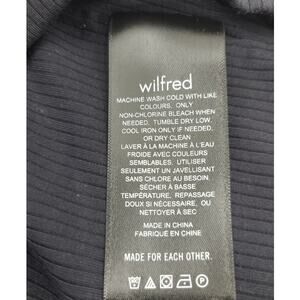 wilfred
MACHINE WASH COLD WITH LIKE
COLOURS. ONLY
NON-CHLORINE BLEACH WHEN
NEEDED. TUMBLE DRY LOW.
COOL IRON ONLY IF NEEDED.
OR DRY CLEAN
LAVER À LA MACHINE À L'EAU
FROIDE AVEC COULEURS
SEMBLABLES. UTILISER
SEULEMENT UN JAVELLISANT
SANS CHLORE AU BESOIN.
SÉCHER À BASSE
TEMPÉRATURE. REPASSAGE
DOUX SI NÉCESSAIRE. OU
NETTOYER À SEC
MADE IN CHINA
FABRIQUÉ EN CHINE
MADE FOR EACH OTHER.